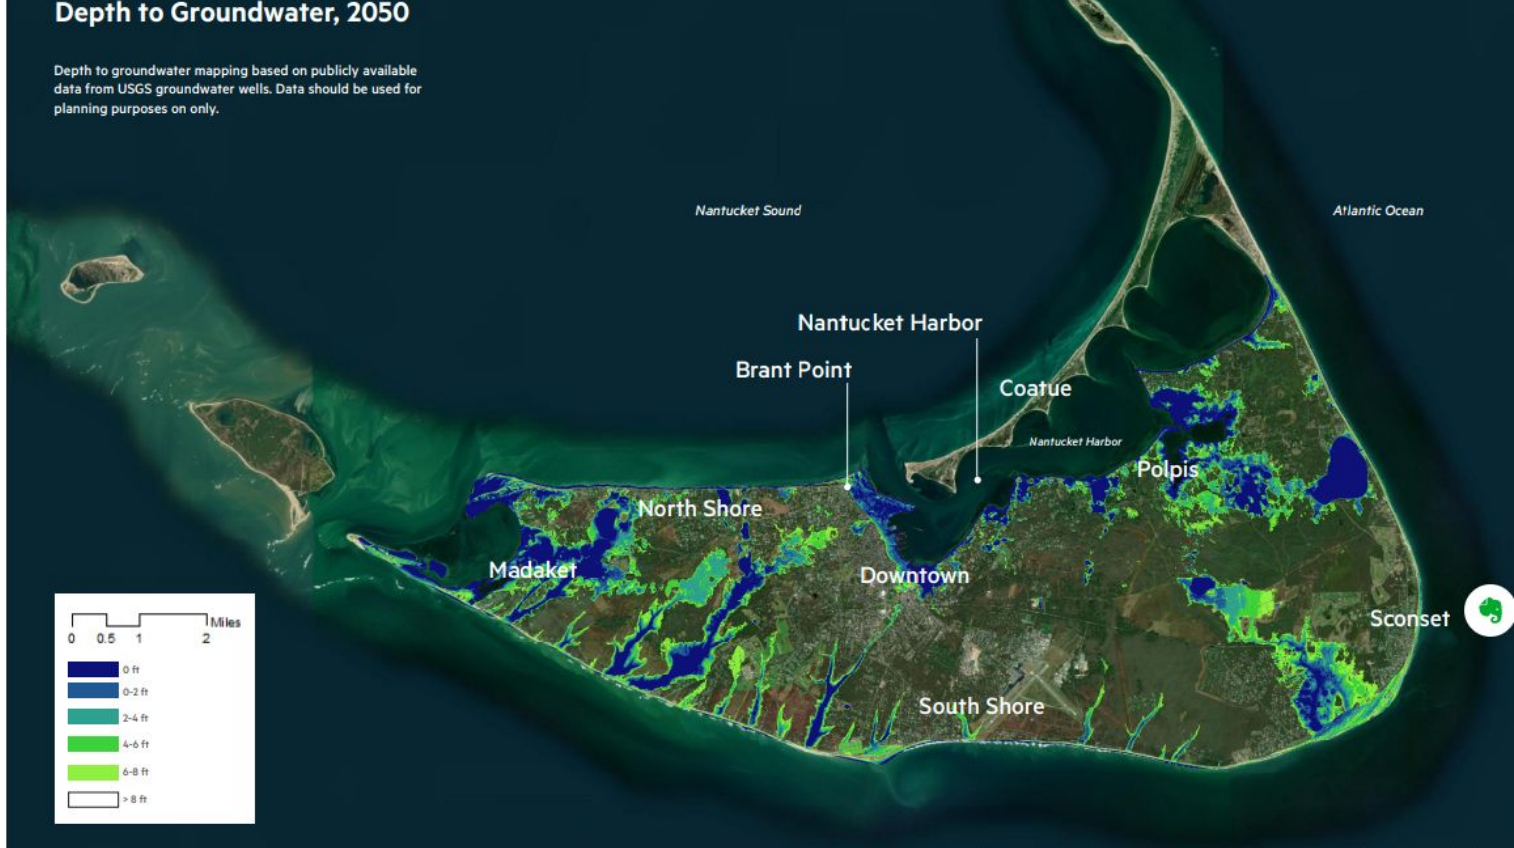 Depth to Groundwater, 2050
Depth to groundwater mapping based on publicly available
data from USGS groundwater wells. Data should be used for
planning purposes on only.
Nantucket Sound
Atlantic Ocean
Nantucket Harbor
Brant Point
Coatue
Nantucket Harbor
Polpis
North Shore
Madaket
Downtown
Sconset
South Shore
Miles
0 0.5 1 2
0 ft
0-2 ft
2-4 ft
4-6 ft
6-8 ft
> 8 ft